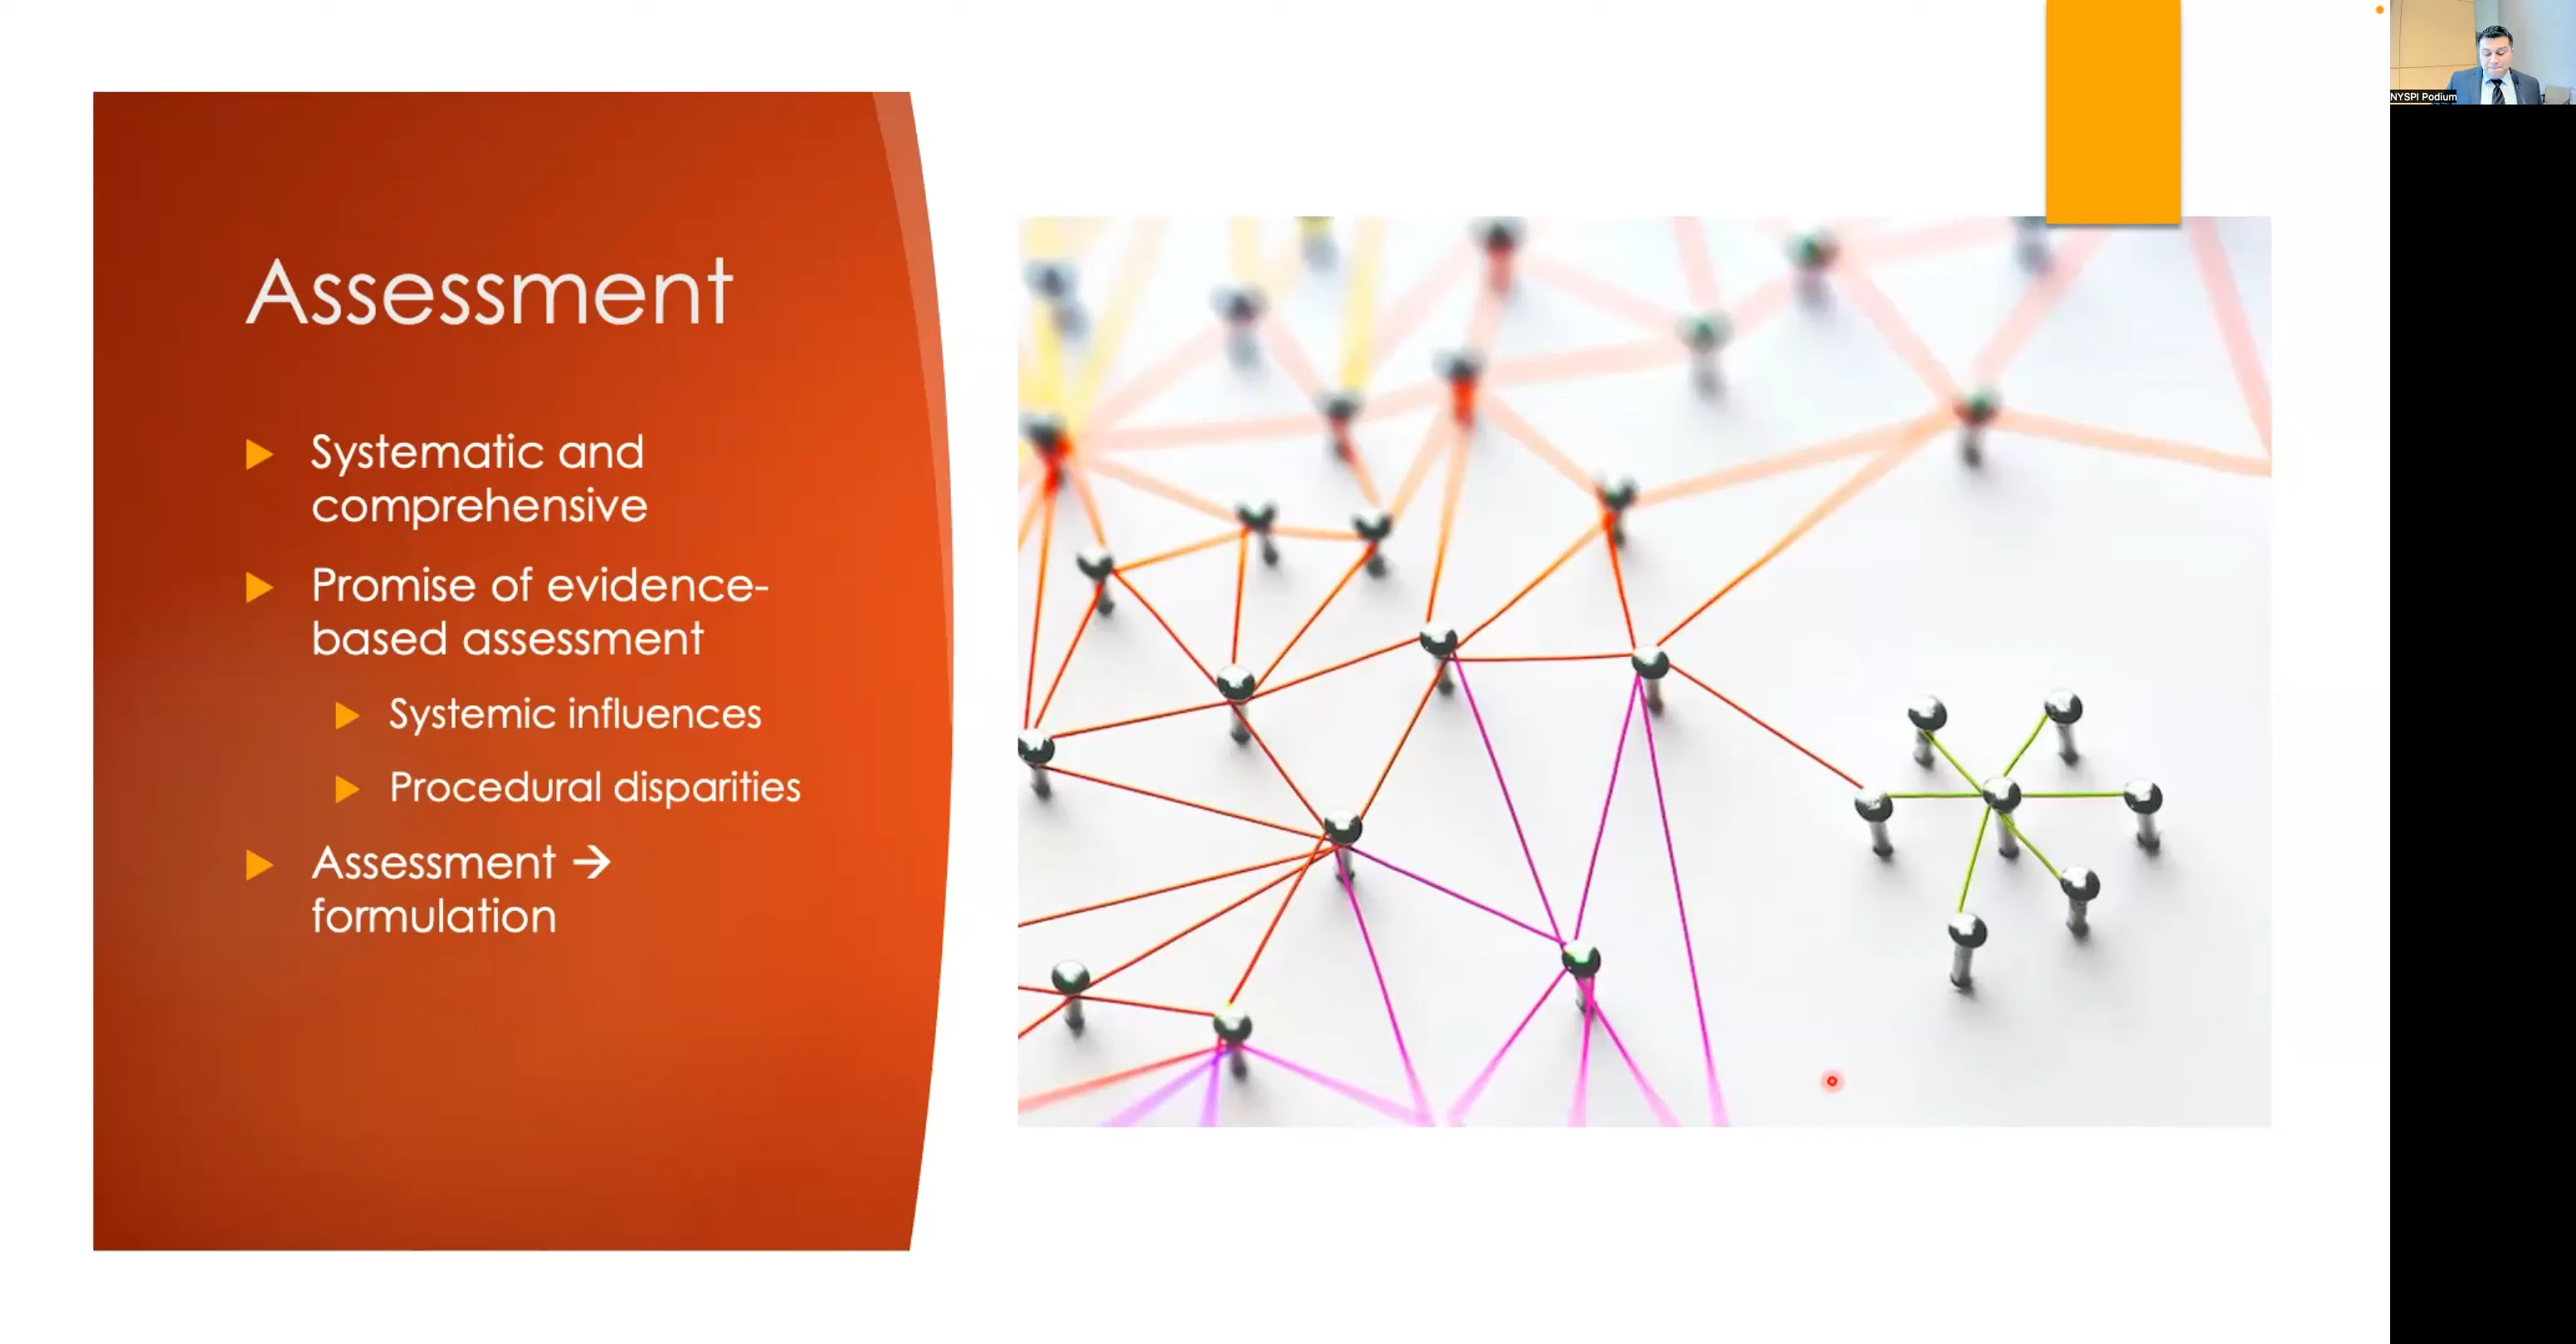 Assessment
Systematic and
comprehensive
Promise of evidence-
based assessment
Systemic influences
Procedural disparities
Assessment →
formulation
NYSPI Podium